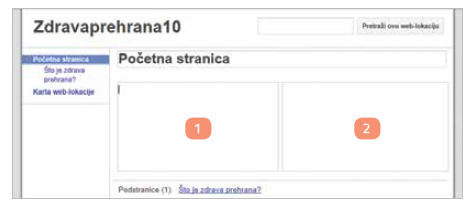 Zdravaprehrana10
Pretraži ovu web-lokaciju
Početna stranica
Što je zdrava
prehrana?
Karta web-lokacije
Početna stranica
1
2
Podstranice (1): Što je zdrava prehrana?